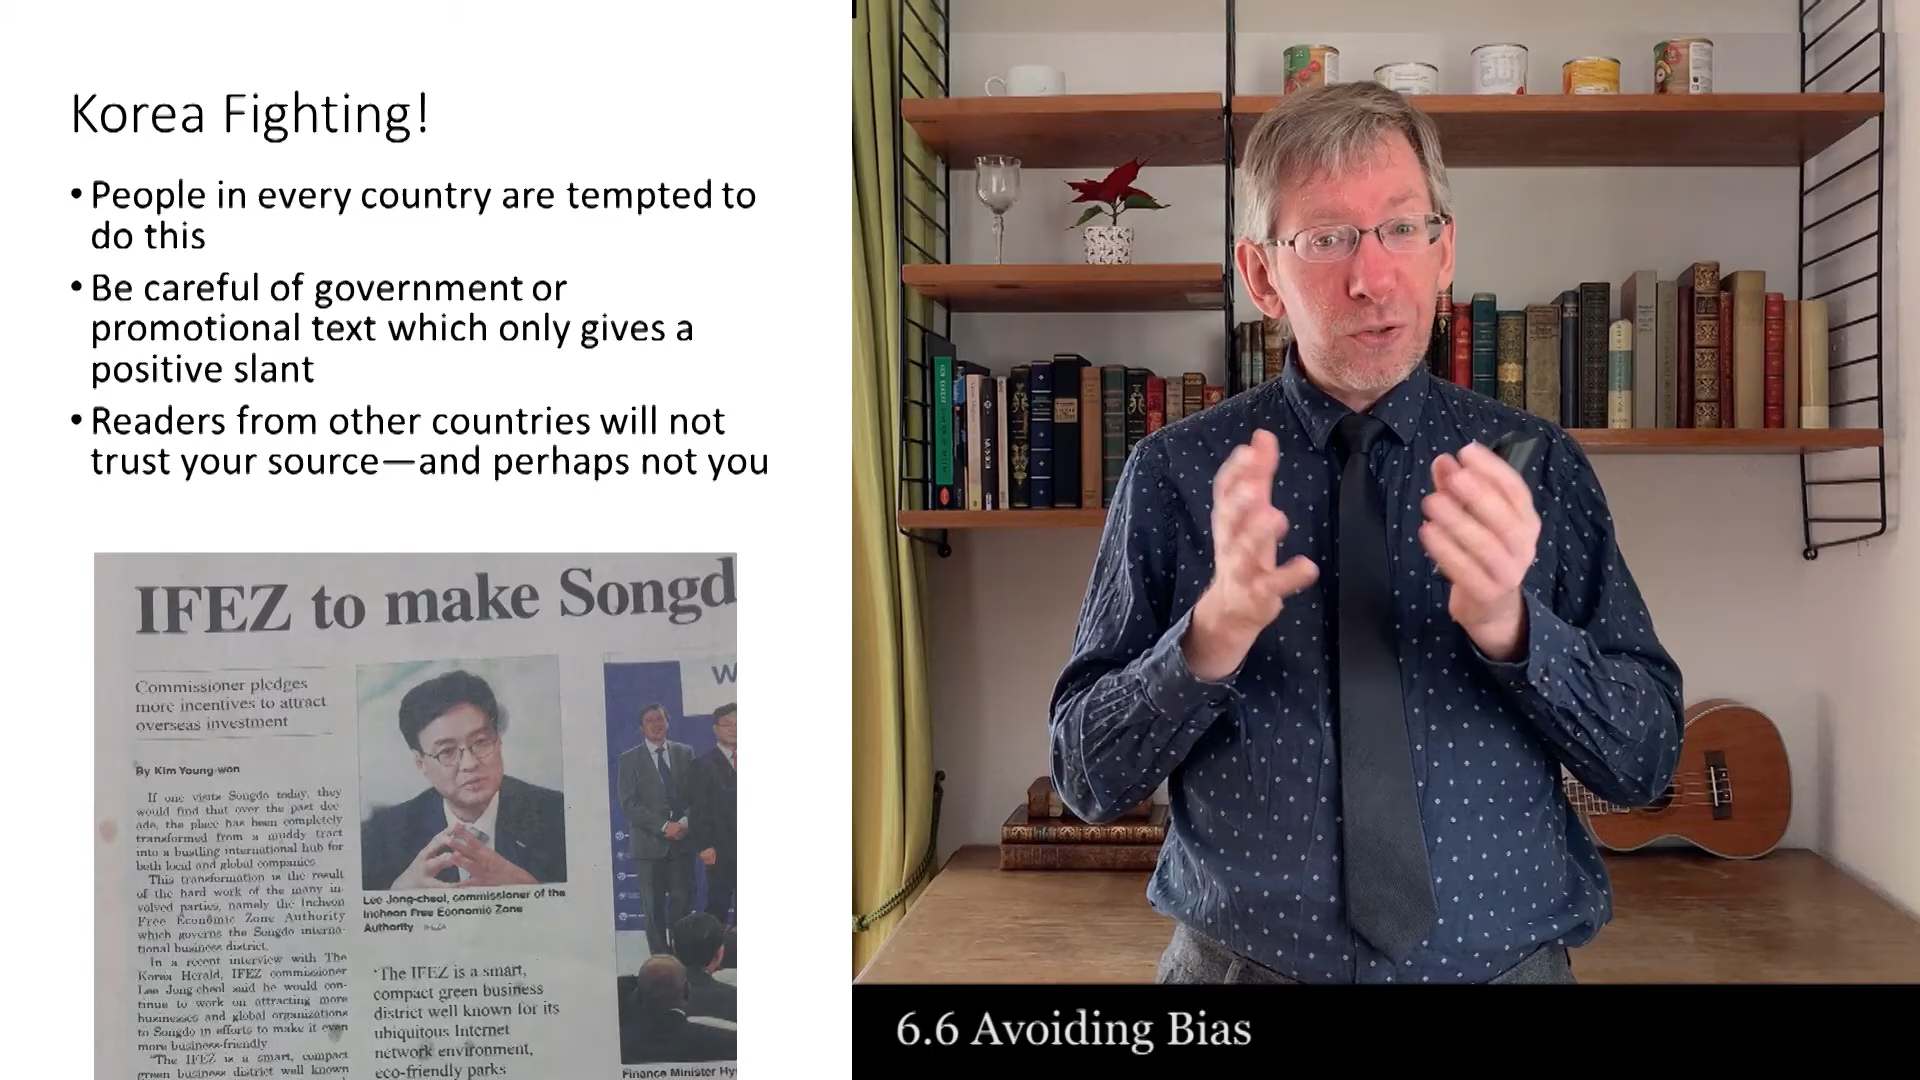 Korea Fighting!
• People in every country are tempted to
do this
• Be careful of government or
promotional text which only gives a
positive slant
• Readers from other countries will not
trust your source—and perhaps not you
IFEZ to make Songd
Commissioner pledges
more incentives to attract
overseas investment
By Kim Young-won
If one visits Songdo today, they
would find that over the past dec-
ade, the place has been completely
transformed from a muddy tract
into a bustling international hub for
both local and global companies.
This transformation is the result
of the hard work of the many in-
volved parties, namely the Incheon
Free Economic Zone Authority
which governs the Songdo interna-
tional business district.
In a recent interview with The
Korea Herald, IFEZ commissioner
Lee Jong-cheol said he would con-
tinue to work on attracting more
businesses and global organizations
to Songdo in efforts to make it even
more business-friendly
"The IFEZ is a smart, compact
green business district well known
Lee Jong-cheol, commissioner of the
Incheon Free Economic Zone
Authority
'The IFEZ is a smart,
compact green business
district well known for its
ubiquitous Internet
network environment,
eco-friendly parks
W
Finance Minister Hy
6.6 Avoiding Bias